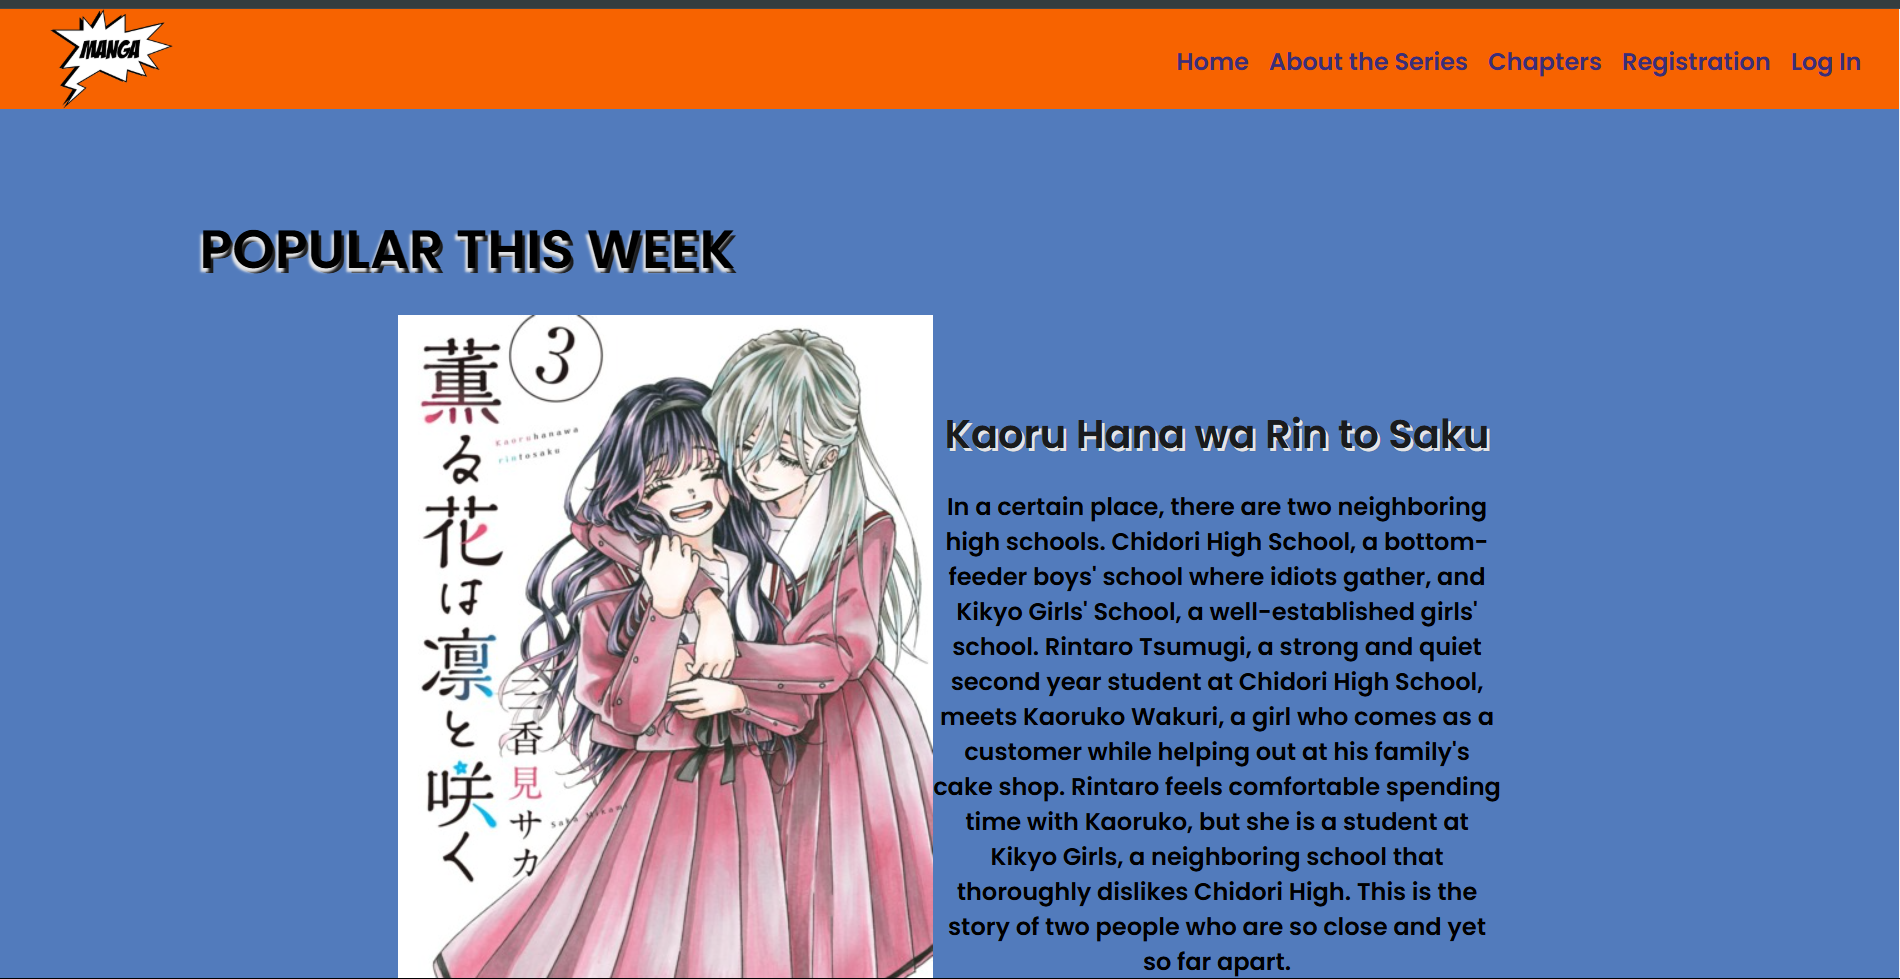 MANGA
Home About the Series Chapters Registration Log In
POPULAR THIS WEEK
3
薫る花は凛と咲く
Kaoruhanawa
rintosaku
三香見サカ
Saka Mikami
Kaoru Hana wa Rin to Saku
In a certain place, there are two neighboring
high schools. Chidori High School, a bottom-
feeder boys' school where idiots gather, and
Kikyo Girls' School, a well-established girls'
school. Rintaro Tsumugi, a strong and quiet
second year student at Chidori High School,
meets Kaoruko Wakuri, a girl who comes as a
customer while helping out at his family's
cake shop. Rintaro feels comfortable spending
time with Kaoruko, but she is a student at
Kikyo Girls, a neighboring school that
thoroughly dislikes Chidori High. This is the
story of two people who are so close and yet
so far apart.